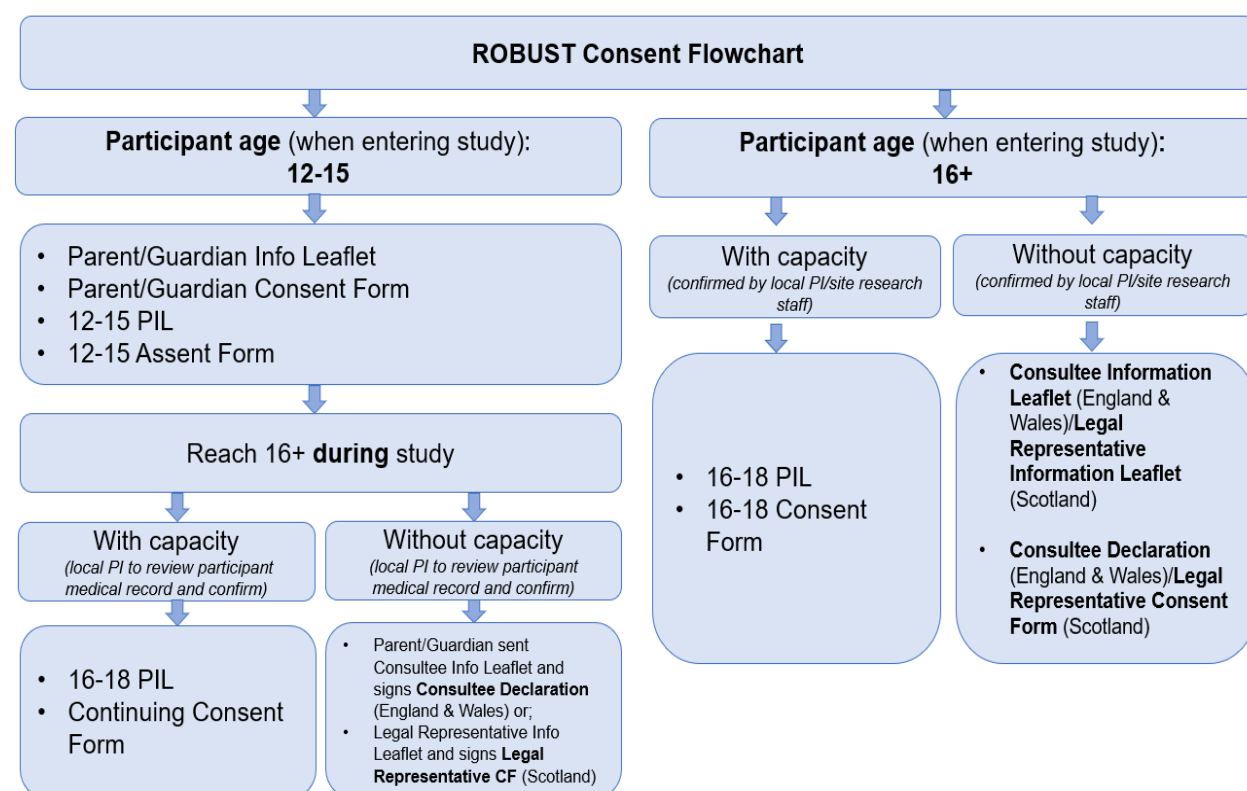 ROBUST Consent Flowchart
Participant age (when entering study):
12-15
• Parent/Guardian Info Leaflet
• Parent/Guardian Consent Form
• 12-15 PIL
• 12-15 Assent Form
Reach 16+ during study
With capacity
(local PI to review participant
medical record and confirm)
• 16-18 PIL
• Continuing Consent
Form
Without capacity
(local PI to review participant
medical record and confirm)
• Parent/Guardian sent
Consultee Info Leaflet and
signs Consultee Declaration
(England & Wales) or;
• Legal Representative Info
Leaflet and signs Legal
Representative CF (Scotland)
Participant age (when entering study):
16+
With capacity
(confirmed by local PI/site research
staff)
• 16-18 PIL
• 16-18 Consent
Form
Without capacity
(confirmed by local PI/site research
staff)
• Consultee Information
Leaflet (England &
Wales)/Legal
Representative
Information Leaflet
(Scotland)
• Consultee Declaration
(England & Wales)/Legal
Representative Consent
Form (Scotland)